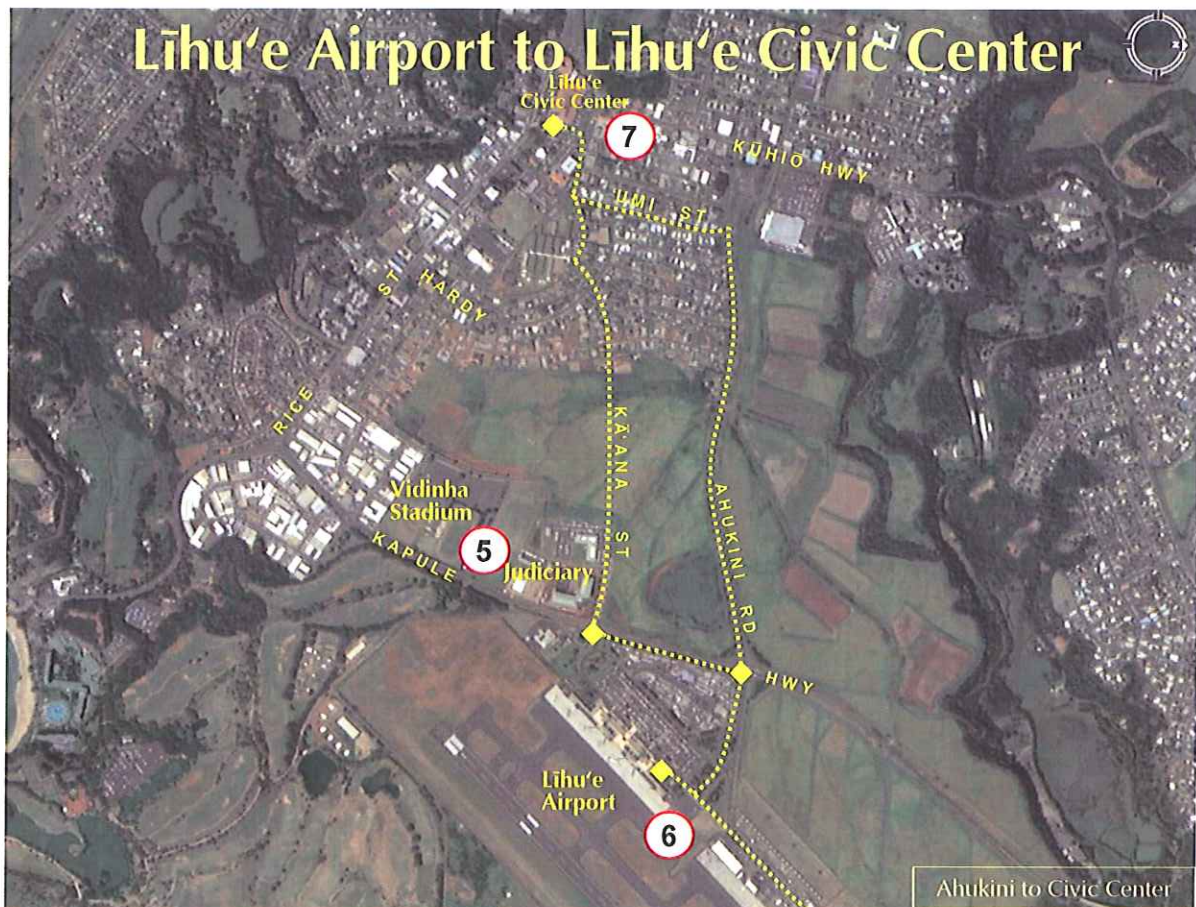 Līhuʻe Airport to Līhuʻe Civic Center
Līhuʻe
Civic Center
7
KŪHIŌ HWY
ʻUMI ST
ST
HARDY
RICE
KĀʻANA ST
AHUKINI RD
Vidinha
Stadium
5
KAPULE
Judiciary
HWY
Līhuʻe
Airport
6
Ahukini to Civic Center